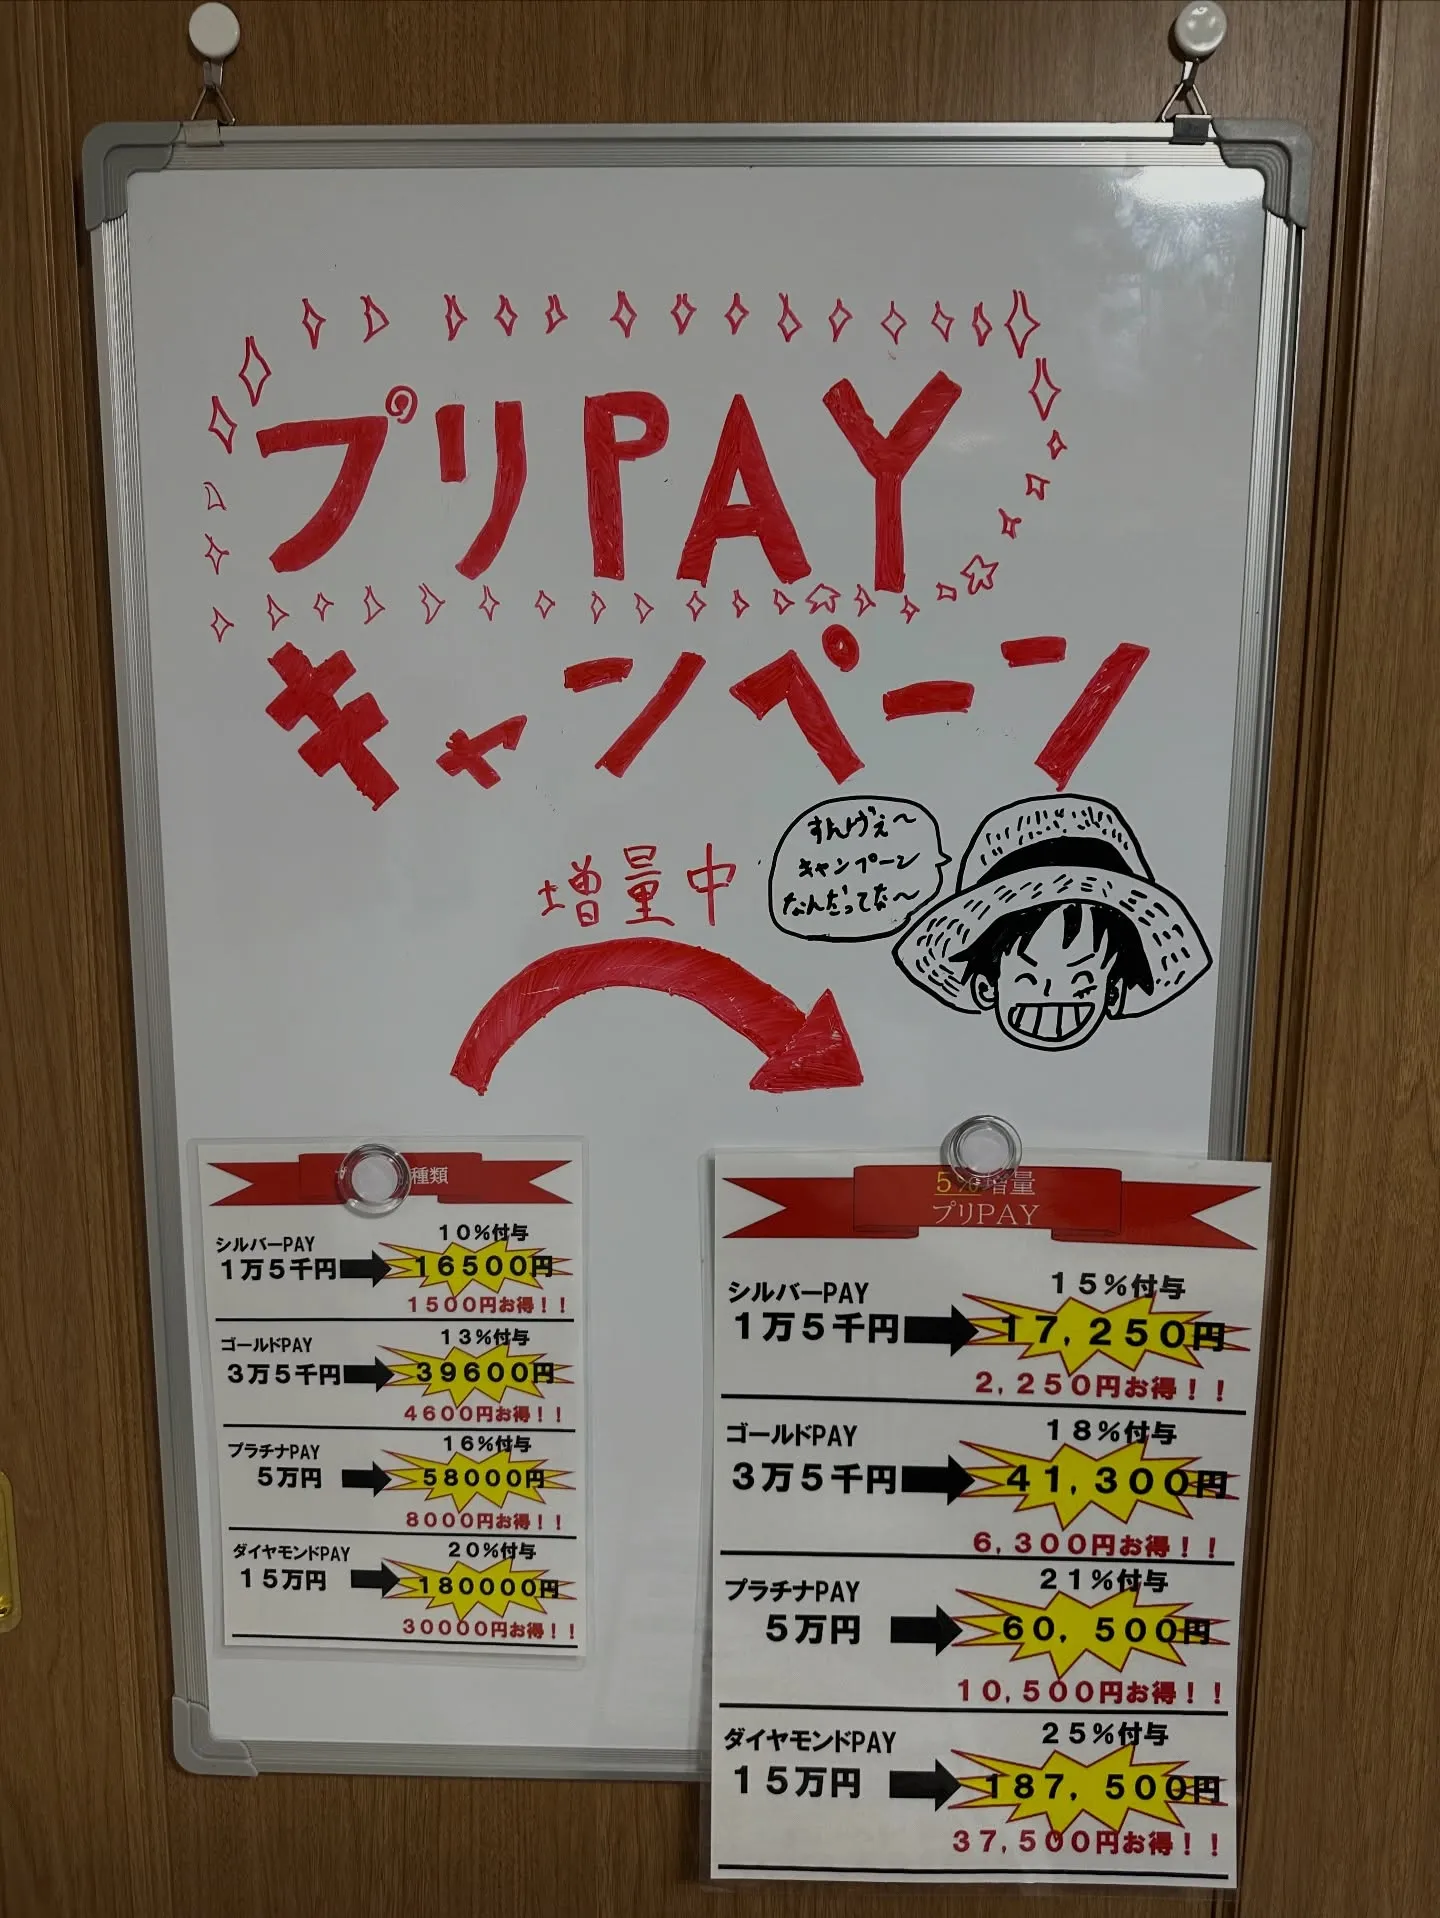 プリPAY
キャンペーン
すんげぇ〜
キャンペーン
なんだってな〜
増量中
種類
シルバーPAY
10%付与
1万5千円
16500円
1500円お得!!
ゴールドPAY
13%付与
3万5千円
39600円
4600円お得!!
プラチナPAY
16%付与
5万円
58000円
8000円お得!!
ダイヤモンドPAY
20%付与
15万円
180000円
30000円お得!!
5%増量
プリPAY
シルバーPAY
15%付与
1万5千円
17,250円
2,250円お得!!
ゴールドPAY
18%付与
3万5千円
41,300円
6,300円お得!!
プラチナPAY
21%付与
5万円
60,500円
10,500円お得!!
ダイヤモンドPAY
25%付与
15万円
187,500円
37,500円お得!!